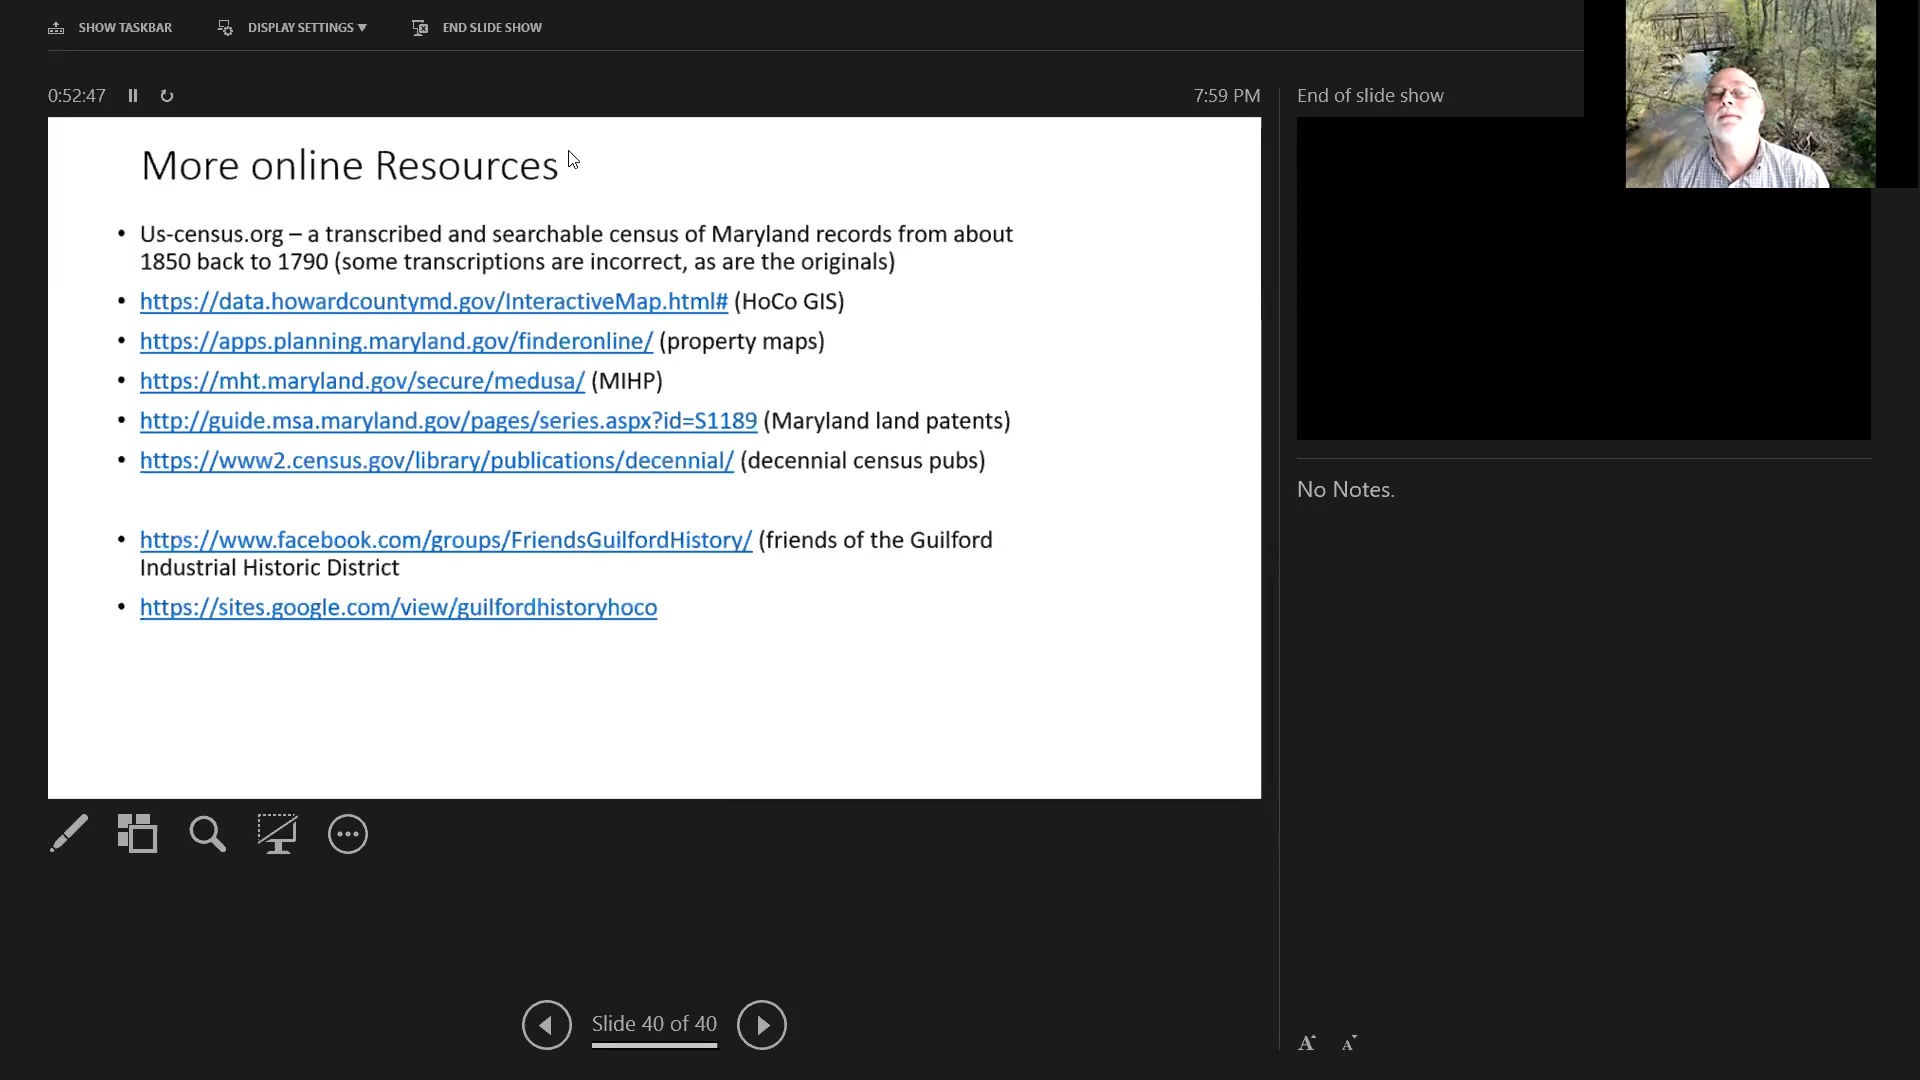 SHOW TASKBAR
DISPLAY SETTINGS ▼
END SLIDE SHOW
0:52:47
7:59 PM
End of slide show
More online Resources
• Us-census.org – a transcribed and searchable census of Maryland records from about
1850 back to 1790 (some transcriptions are incorrect, as are the originals)
• https://data.howardcountymd.gov/InteractiveMap.html# (HoCo GIS)
• https://apps.planning.maryland.gov/finderonline/ (property maps)
• https://mht.maryland.gov/secure/medusa/ (MIHP)
• http://guide.msa.maryland.gov/pages/series.aspx?id=S1189 (Maryland land patents)
• https://www2.census.gov/library/publications/decennial/ (decennial census pubs)
• https://www.facebook.com/groups/FriendsGuilfordHistory/ (friends of the Guilford
Industrial Historic District
• https://sites.google.com/view/guilfordhistoryhoco
No Notes.
Slide 40 of 40
A A